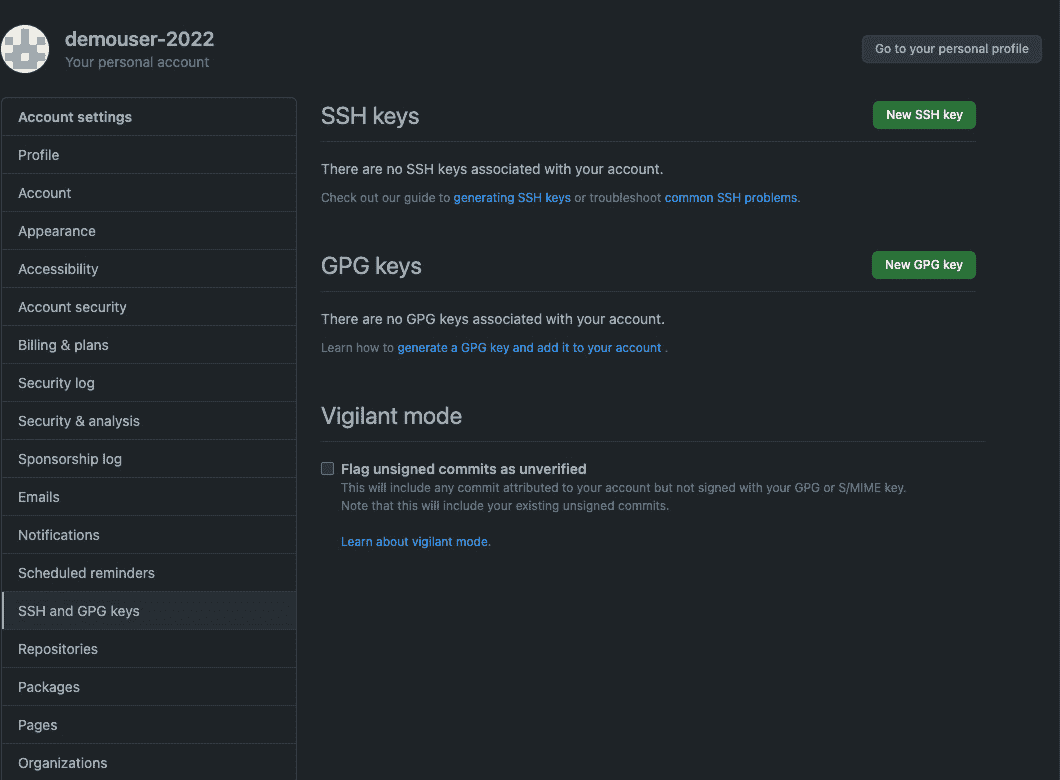 demouser-2022
Your personal account
Go to your personal profile
Account settings
Profile
Account
Appearance
Accessibility
Account security
Billing & plans
Security log
Security & analysis
Sponsorship log
Emails
Notifications
Scheduled reminders
SSH and GPG keys
Repositories
Packages
Pages
Organizations
SSH keys
New SSH key
There are no SSH keys associated with your account.
Check out our guide to generating SSH keys or troubleshoot common SSH problems.
GPG keys
New GPG key
There are no GPG keys associated with your account.
Learn how to generate a GPG key and add it to your account .
Vigilant mode
Flag unsigned commits as unverified
This will include any commit attributed to your account but not signed with your GPG or S/MIME key.
Note that this will include your existing unsigned commits.
Learn about vigilant mode.